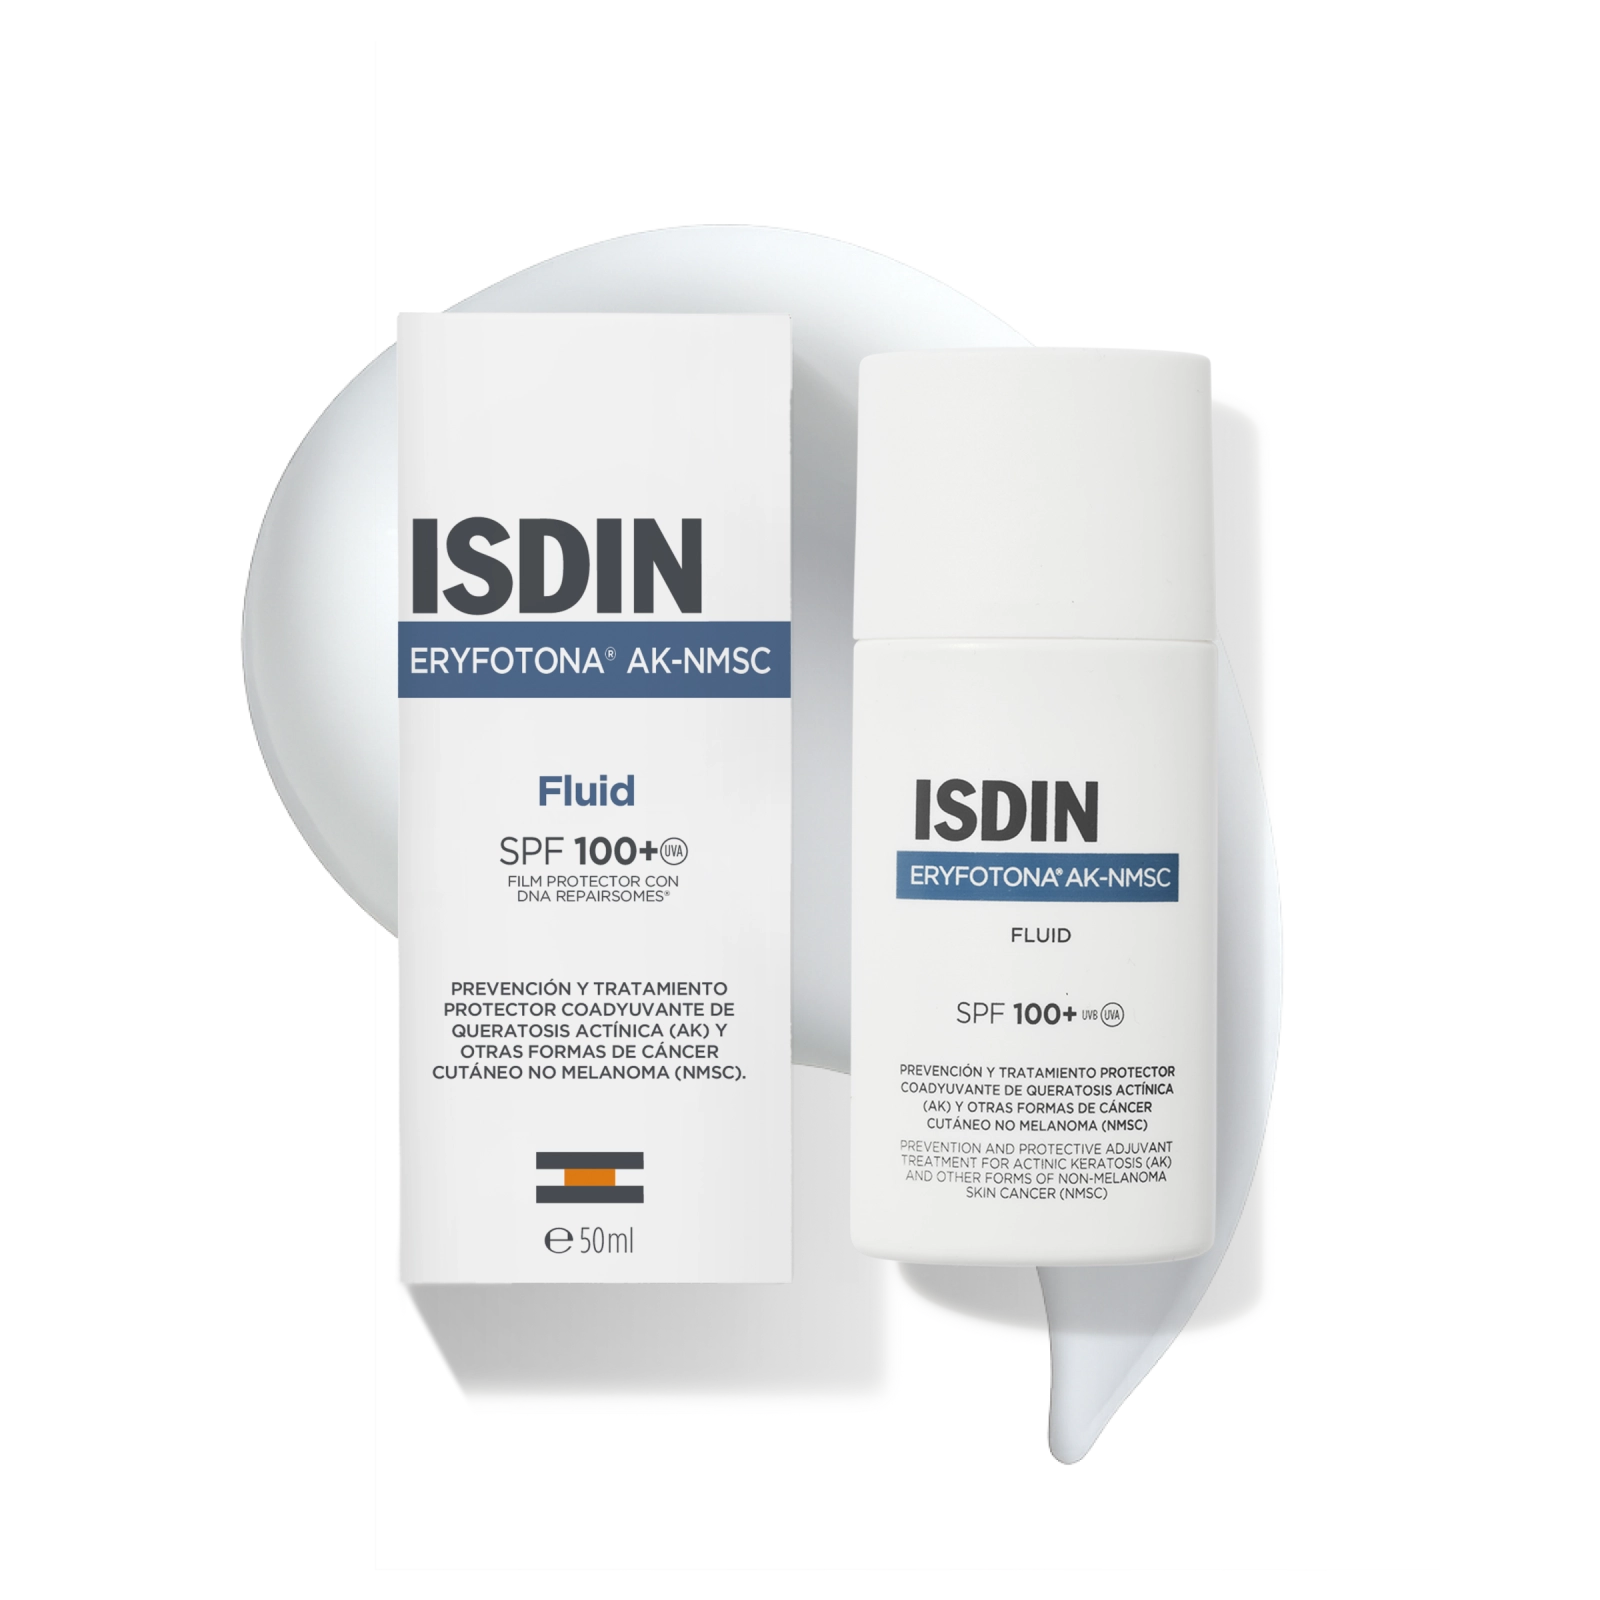 ISDIN
ERYFOTONA® AK-NMSC
Fluid
SPF 100+ UVA
FILM PROTECTOR CON
DNA REPAIRSOMES®
PREVENCIÓN Y TRATAMIENTO
PROTECTOR COADYUVANTE DE
QUERATOSIS ACTÍNICA (AK) Y
OTRAS FORMAS DE CÁNCER
CUTÁNEO NO MELANOMA (NMSC).
℮ 50ml
ISDIN
ERYFOTONA® AK-NMSC
FLUID
SPF 100+ UVB UVA
PREVENCIÓN Y TRATAMIENTO PROTECTOR
COADYUVANTE DE QUERATOSIS ACTÍNICA
(AK) Y OTRAS FORMAS DE CÁNCER
CUTÁNEO NO MELANOMA (NMSC)
PREVENTION AND PROTECTIVE ADJUVANT
TREATMENT FOR ACTINIC KERATOSIS (AK)
AND OTHER FORMS OF NON-MELANOMA
SKIN CANCER (NMSC)